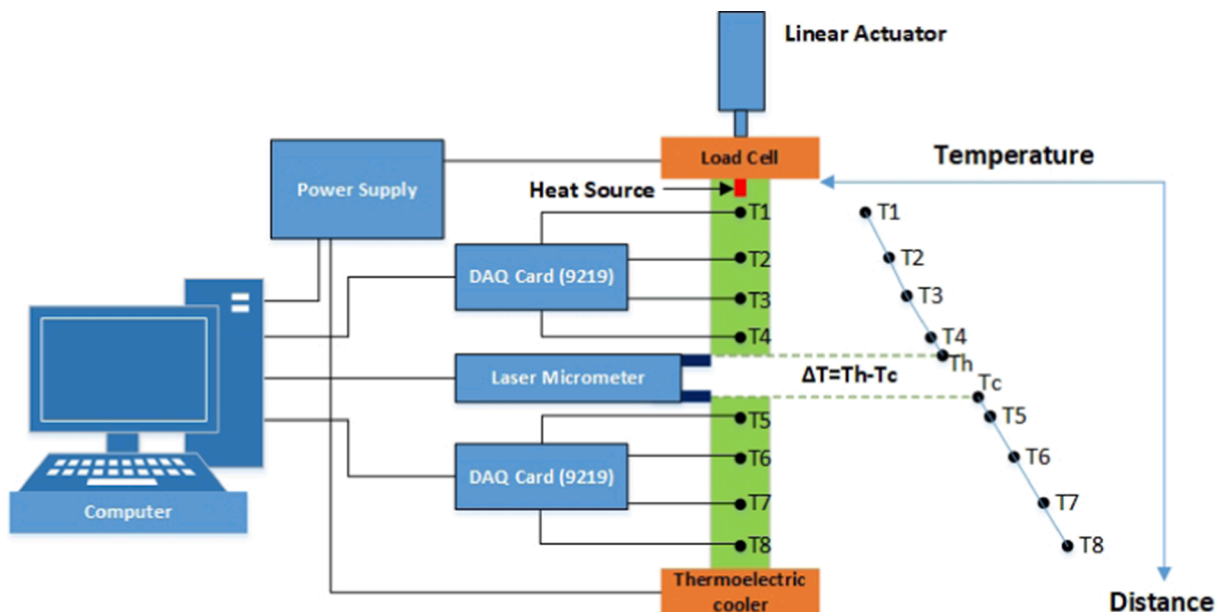 Linear Actuator
Load Cell
Temperature
Power Supply
Heat Source
T1
T1
T2
T2
DAQ Card (9219)
T3
T3
T4
T4
Th
Laser Micrometer
ΔT=Th-Tc
Tc
T5
T5
T6
T6
DAQ Card (9219)
T7
T7
Computer
T8
T8
Thermoelectric
cooler
Distance